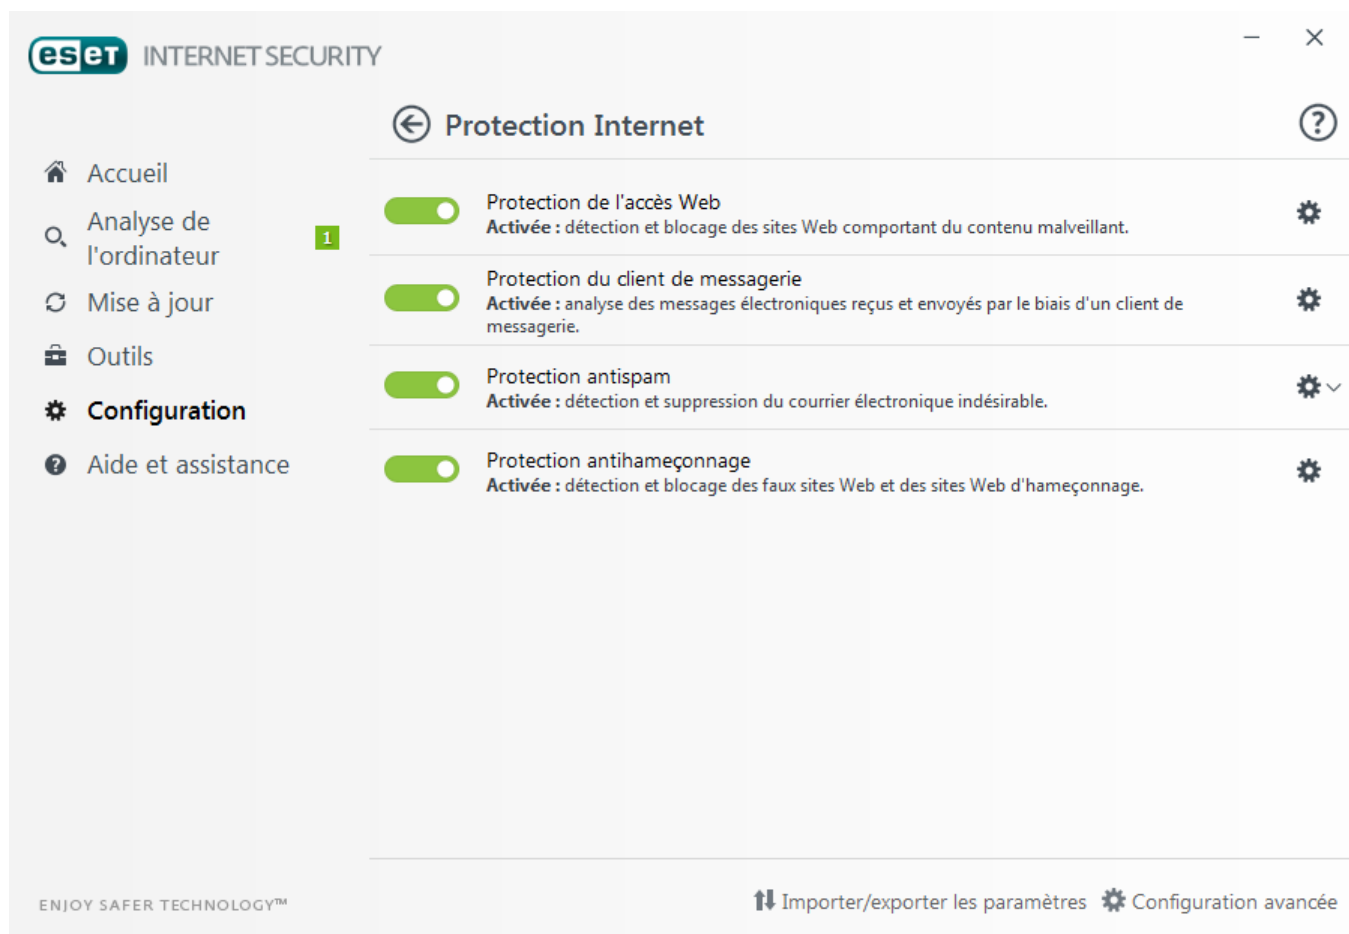 eset INTERNET SECURITY
Protection Internet
?
Accueil
Analyse de
l'ordinateur
1
Mise à jour
Outils
Configuration
? Aide et assistance
Protection de l'accès Web
Activée : détection et blocage des sites Web comportant du contenu malveillant.
Protection du client de messagerie
Activée : analyse des messages électroniques reçus et envoyés par le biais d'un client de
messagerie.
Protection antispam
Activée : détection et suppression du courrier électronique indésirable.
Protection antihameçonnage
Activée : détection et blocage des faux sites Web et des sites Web d'hameçonnage.
ENJOY SAFER TECHNOLOGY™
Importer/exporter les paramètres
Configuration avancée